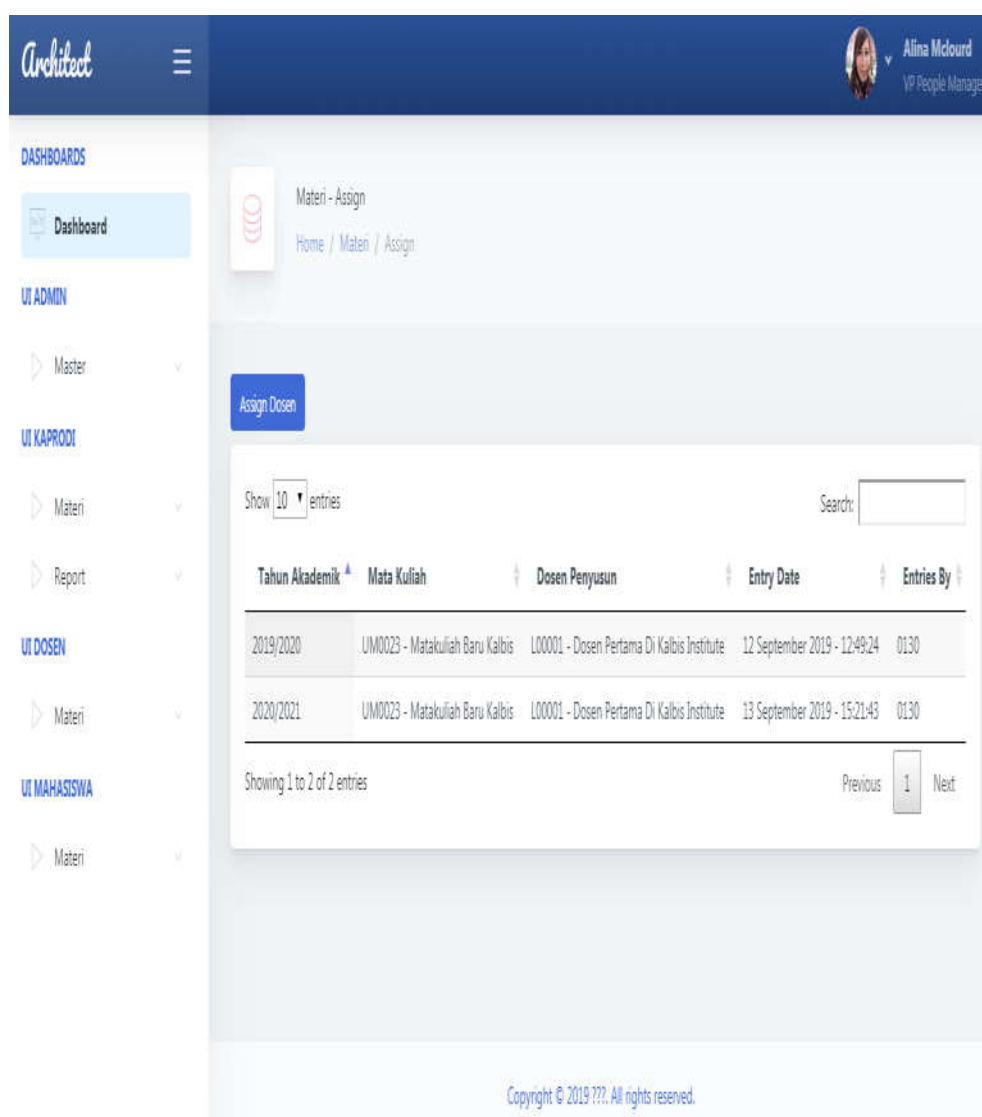 Architect
Alina Mclourd
VP People Manage
DASHBOARDS
Dashboard
UI ADMIN
Master
UI KAPRODI
Materi
Report
UI DOSEN
Materi
UI MAHASISWA
Materi
Materi - Assign
Home / Materi / Assign
Assign Dosen
Show 10 entries Search:
Tahun Akademik Mata Kuliah Dosen Penyusun Entry Date Entries By
2019/2020 UM0023 - Matakuliah Baru Kalbis L00001 - Dosen Pertama Di Kalbis Institute 12 September 2019 - 12:49:24 0130
2020/2021 UM0023 - Matakuliah Baru Kalbis L00001 - Dosen Pertama Di Kalbis Institute 13 September 2019 - 15:21:43 0130
Showing 1 to 2 of 2 entries Previous 1 Next
Copyright © 2019 ???. All rights reserved.